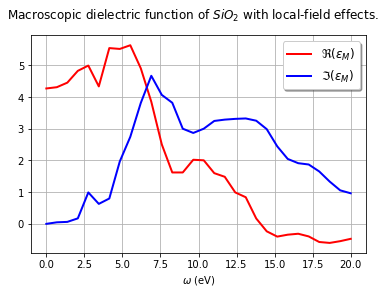 Macroscopic dielectric function of SiO₂ with local-field effects.
ℜ(εM)
ℑ(εM)
5
4
3
2
1
0
0.0 2.5 5.0 7.5 10.0 12.5 15.0 17.5 20.0
ω (eV)